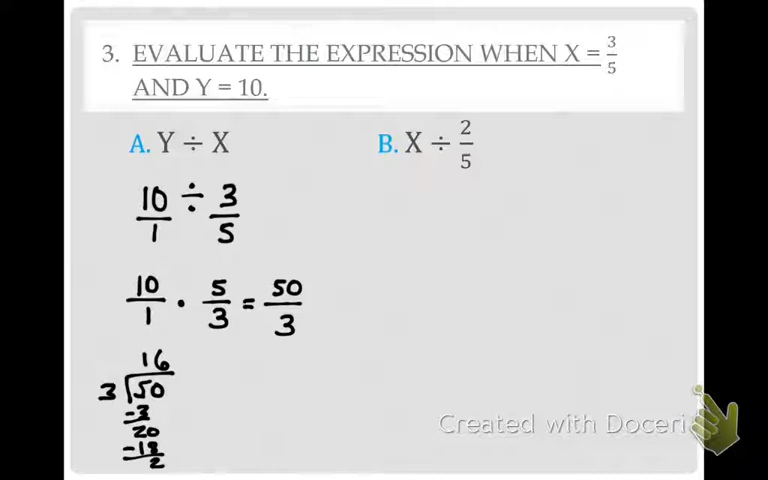 3. EVALUATE THE EXPRESSION WHEN X = 3/5
AND Y = 10.
A. Y ÷ X
B. X ÷ 2/5
10/1 ÷ 3/5
10/1 · 5/3 = 50/3
16
3 50
-3
20
-18
2
Created with Doceri